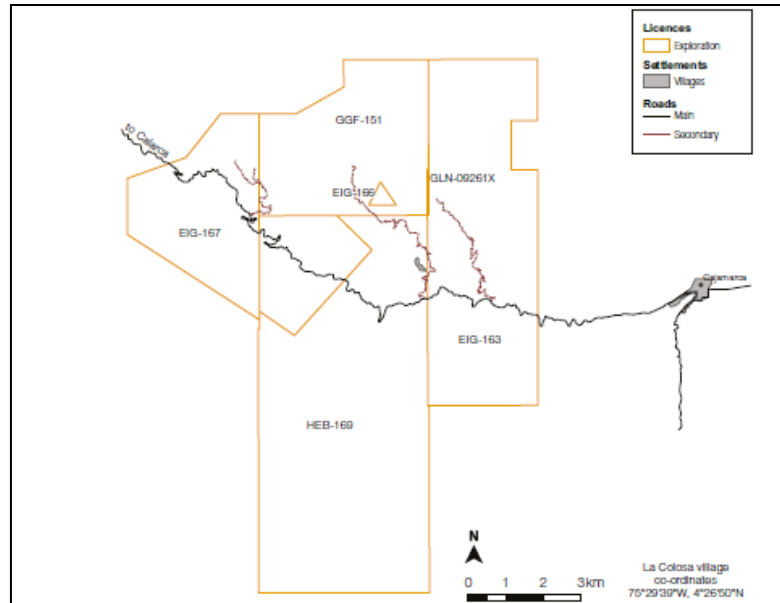 Licences
Exploration
Settlements
Villages
Roads
Main
Secondary
GGF-151
to Calarca
GLN-09261X
EIG-166
EIG-167
Cajamarca
EIG-163
HEB-169
N
0 1 2 3km
La Colosa village
co-ordinates
75°29'39"W, 4°26'50"N